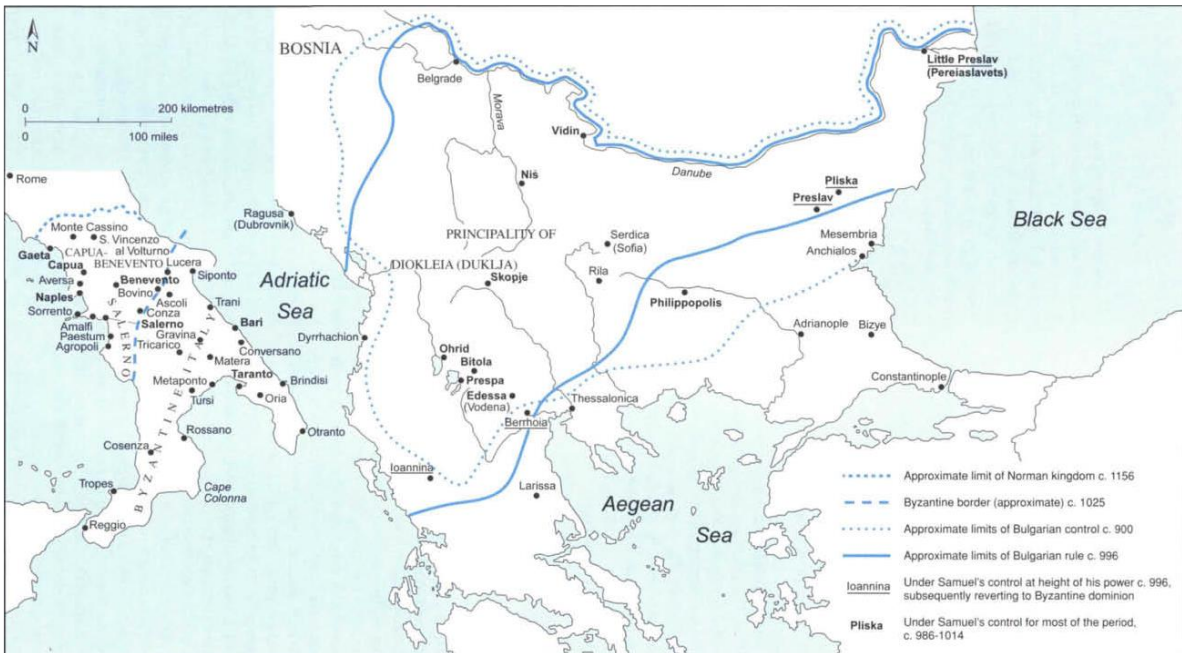 N
BOSNIA
Belgrade
Little Preslav
(Pereiaslavets)
0 200 kilometres
0 100 miles
Morava
Vidin
Danube
Rome
Niš
Pliska
Preslav
Ragusa
(Dubrovnik)
Black Sea
Monte Cassino
S. Vincenzo
al Volturno
Gaeta
CAPUA-
BENEVENTO
PRINCIPALITY OF
DIOKLEIA (DUKLJA)
Serdica
(Sofia)
Mesembria
Anchialos
Capua
Lucera
Siponto
Adriatic
Sea
Skopje
Rila
Philippopolis
Aversa
Benevento
Bovino
Naples
Ascoli
Trani
Sorrento
Conza
Amalfi
Salerno
Bari
Paestum
Gravina
Agropoli
Tricarico
Conversano
Matera
SALERNO
BYZANTINE ITALY
Dyrrhachion
Adrianople
Bizye
Ohrid
Bitola
Prespa
Metaponto
Taranto
Brindisi
Tursi
Oria
Edessa
(Vodena)
Thessalonica
Constantinople
Berrhoia
Rossano
Otranto
Cosenza
Ioannina
Tropes
Cape
Colonna
Larissa
Reggio
Aegean
Sea
Approximate limit of Norman kingdom c. 1156
Byzantine border (approximate) c. 1025
Approximate limits of Bulgarian control c. 900
Approximate limits of Bulgarian rule c. 996
Ioannina Under Samuel's control at height of his power c. 996,
subsequently reverting to Byzantine dominion
Pliska Under Samuel's control for most of the period,
c. 986-1014